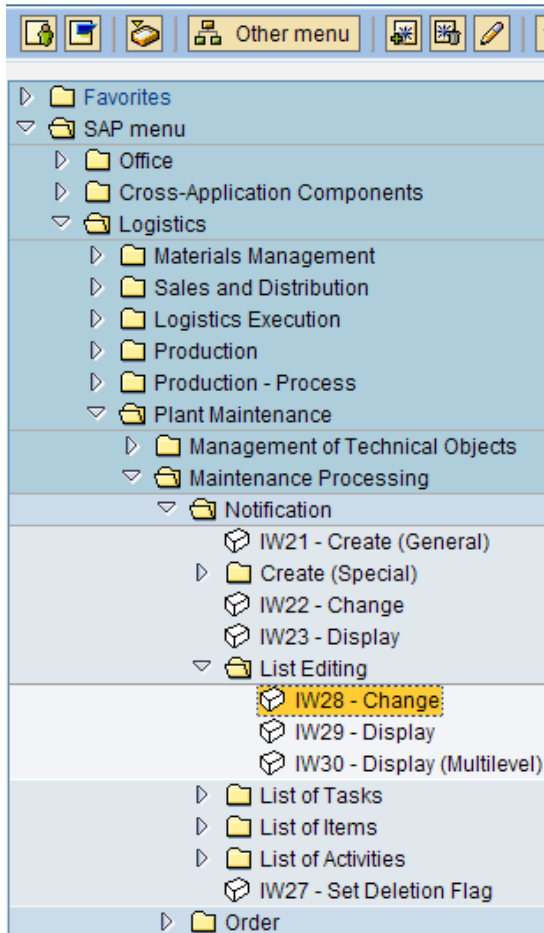 Other menu
Favorites
SAP menu
Office
Cross-Application Components
Logistics
Materials Management
Sales and Distribution
Logistics Execution
Production
Production - Process
Plant Maintenance
Management of Technical Objects
Maintenance Processing
Notification
IW21 - Create (General)
Create (Special)
IW22 - Change
IW23 - Display
List Editing
IW28 - Change
IW29 - Display
IW30 - Display (Multilevel)
List of Tasks
List of Items
List of Activities
IW27 - Set Deletion Flag
Order